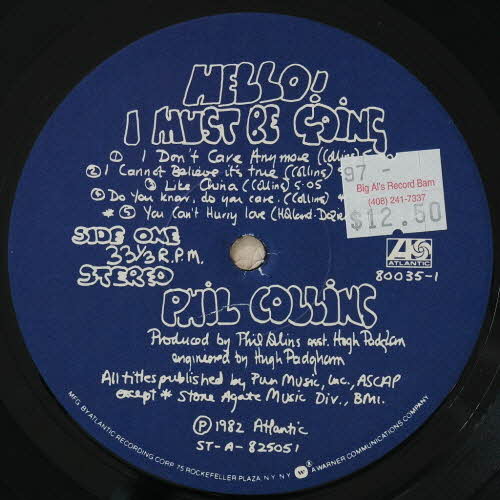 HELLO!
I MUST BE GOING
① I Don't Care Anymore (Collins)
② I Cannot Believe it's true (Collins)
③ Like China (Collins) 5.05
④ Do You Know, do you care. (Collins)
* ⑤ You Can't Hurry love (Holland-Dozier
97 -
Big Al's Record Barn
(408) 241-7337
$12.50
SIDE ONE
33⅓ R.P.M.
STEREO
ATLANTIC
80035-1
PHIL COLLINS
Produced by Phil Collins asst. Hugh Padgham
engineered by Hugh Padgham
All titles published by Pun Music, Inc., ASCAP
except * Stone Agate Music Div., BMI.
Ⓟ 1982 Atlantic
ST-A-825051
MFG. BY ATLANTIC RECORDING CORP. 75 ROCKEFELLER PLAZA, N.Y. N.Y. A WARNER COMMUNICATIONS COMPANY